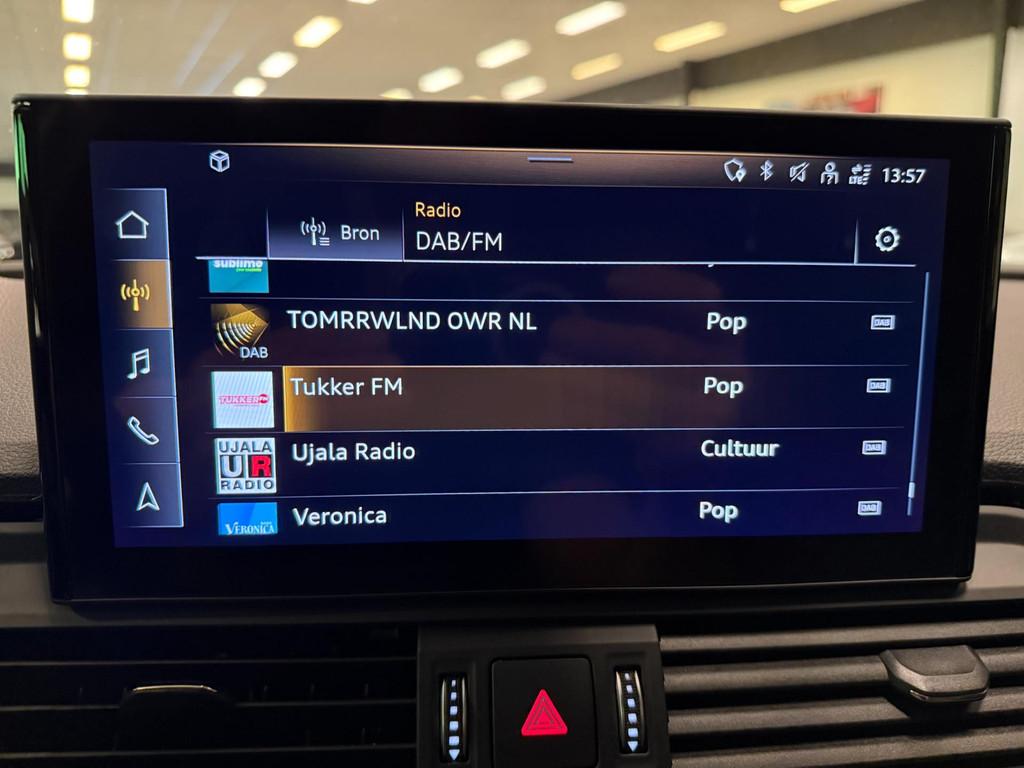 13:57
Bron
Radio
DAB/FM
sublime
TOMRRWLND OWR NL Pop DAB
DAB
TUKKER FM
Tukker FM Pop DAB
UJALA
UR
RADIO
Ujala Radio Cultuur DAB
VERONICA
Veronica Pop DAB